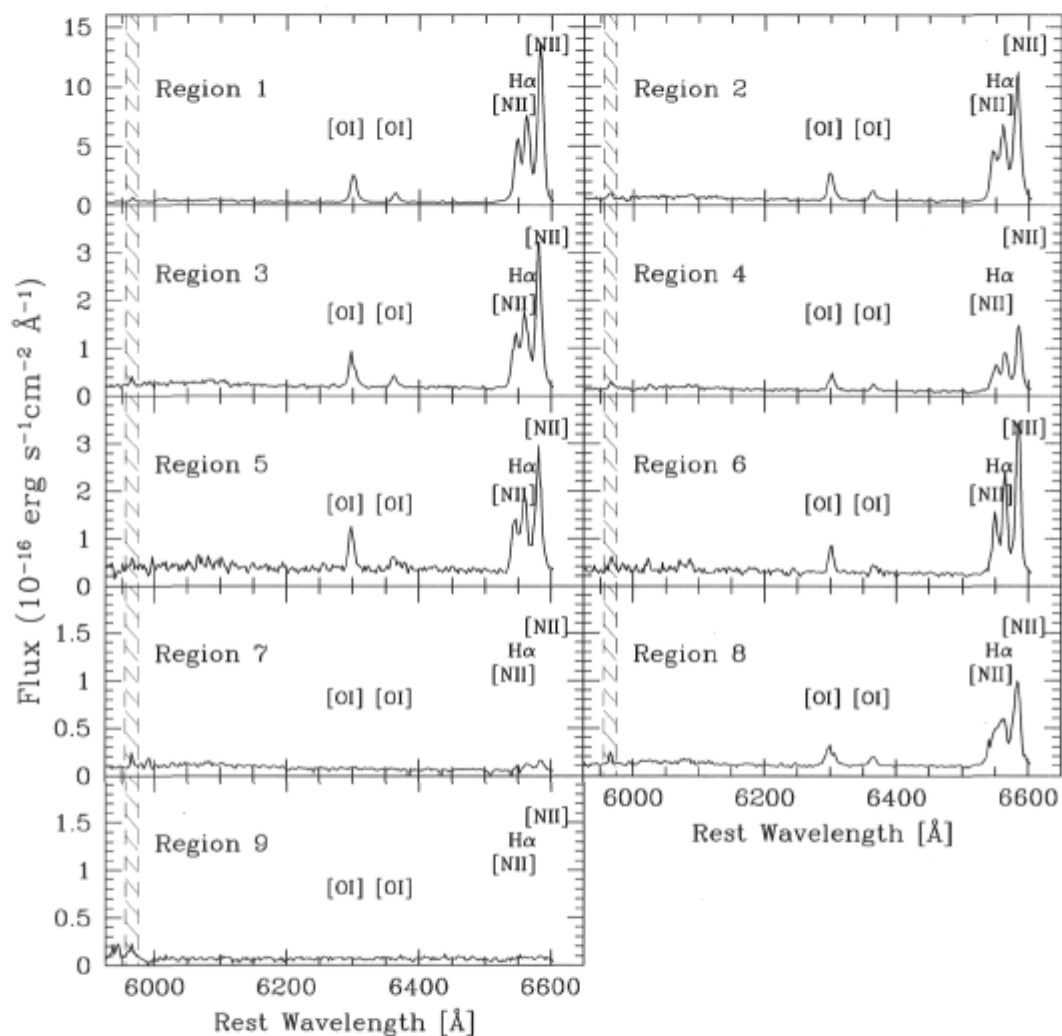 15
[NII]
[NII]
Hα
Hα
10
Region 1
[NII]
Region 2
[NII]
[OI] [OI]
[OI] [OI]
5
0
[NII]
[NII]
3
Region 3
Hα
Region 4
Hα
[NII]
[NII]
2
[OI] [OI]
[OI] [OI]
1
0
[NII]
[NII]
3
Region 5
Hα
Region 6
Hα
[NII]
[NII]
2
[OI] [OI]
[OI] [OI]
1
0
[NII]
[NII]
1.5
Region 7
Hα
Region 8
Hα
[NII]
[NII]
1
[OI] [OI]
[OI] [OI]
0.5
0
6000 6200 6400 6600
Rest Wavelength [Å]
[NII]
1.5
Region 9
Hα
[NII]
1
[OI] [OI]
0.5
0
6000 6200 6400 6600
Rest Wavelength [Å]
Flux (10⁻¹⁶ erg s⁻¹cm⁻² Å⁻¹)